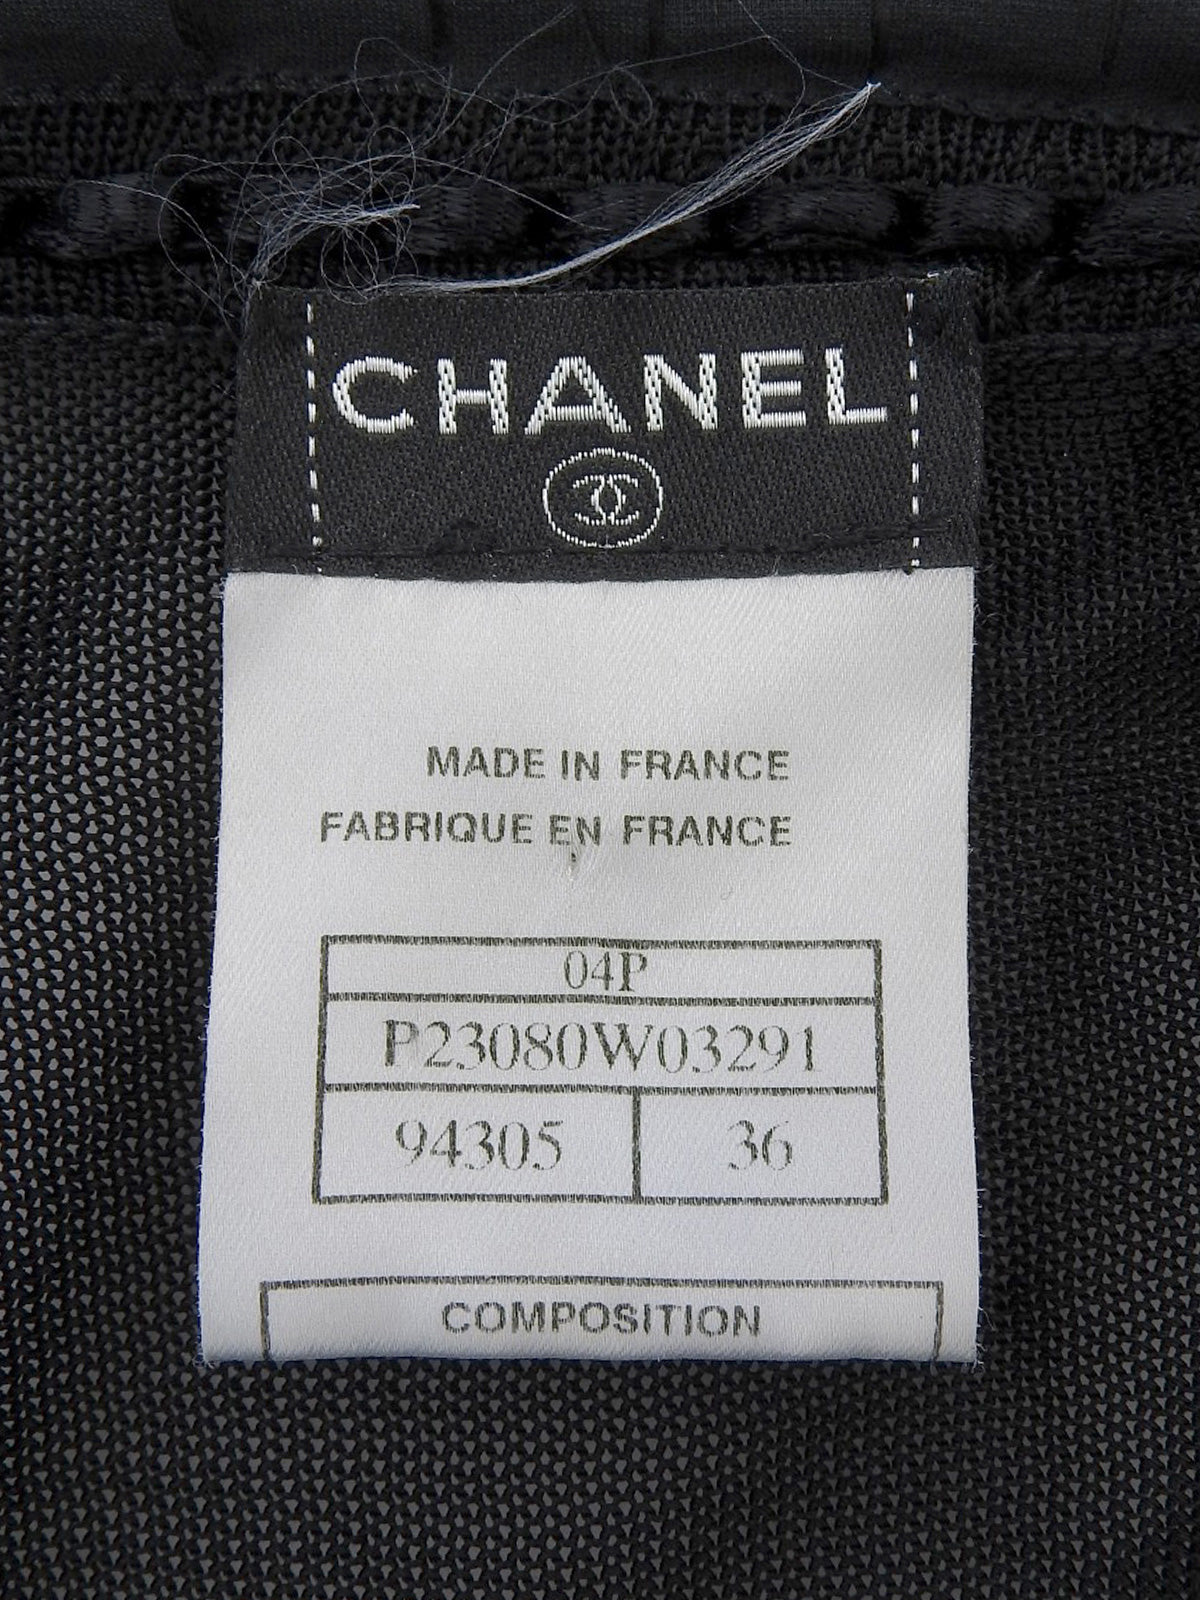 CHANEL
MADE IN FRANCE
FABRIQUE EN FRANCE
04P
P23080W03291
94305 36
COMPOSITION